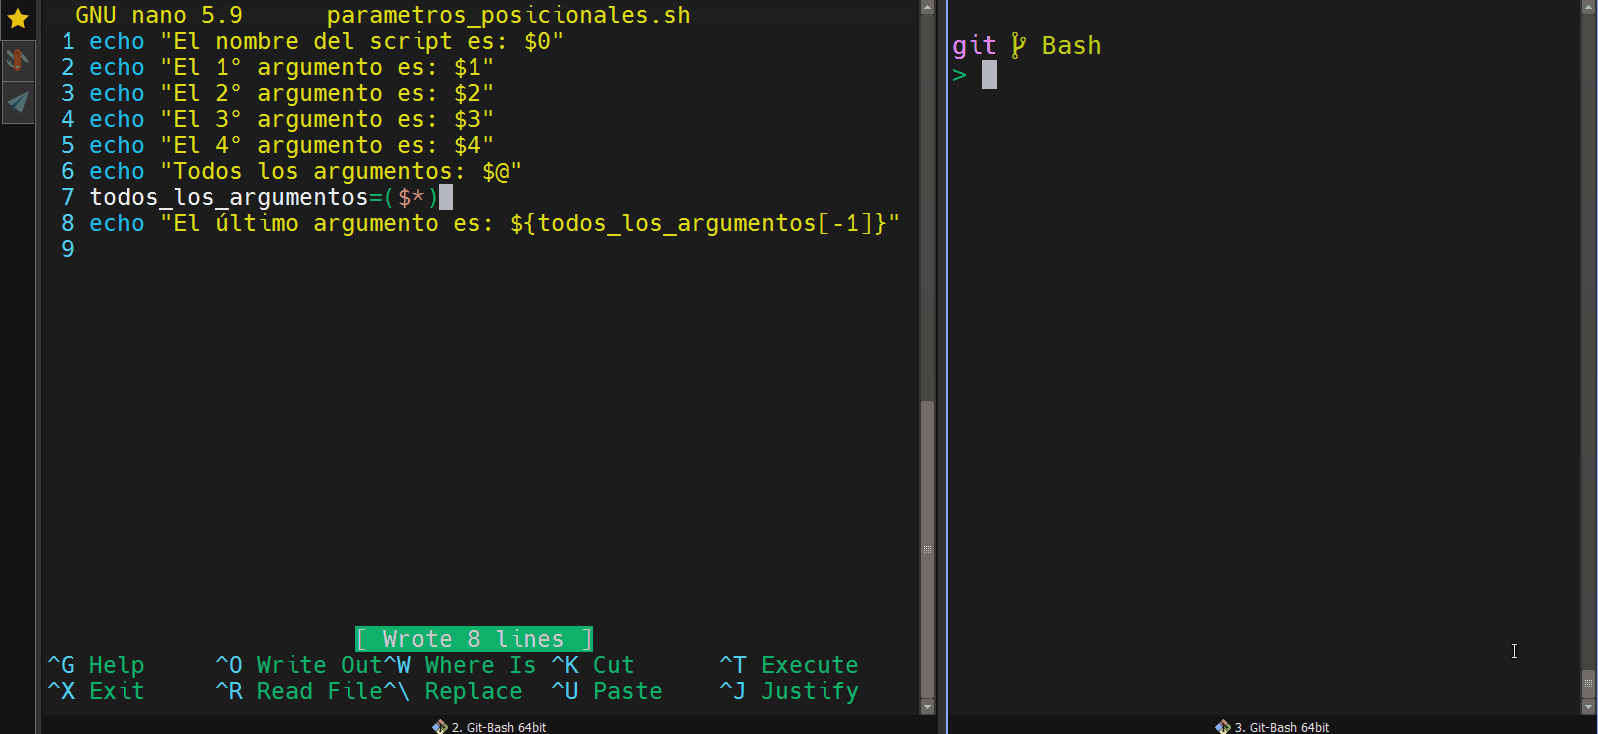 GNU nano 5.9      parametros_posicionales.sh
1 echo "El nombre del script es: $0"
2 echo "El 1° argumento es: $1"
3 echo "El 2° argumento es: $2"
4 echo "El 3° argumento es: $3"
5 echo "El 4° argumento es: $4"
6 echo "Todos los argumentos: $@"
7 todos_los_argumentos=($*)
8 echo "El último argumento es: ${todos_los_argumentos[-1]}"
9
[ Wrote 8 lines ]
^G Help     ^O Write Out^W Where Is ^K Cut      ^T Execute
^X Exit     ^R Read File^\ Replace  ^U Paste    ^J Justify
2. Git-Bash 64bit
git Bash
>
3. Git-Bash 64bit